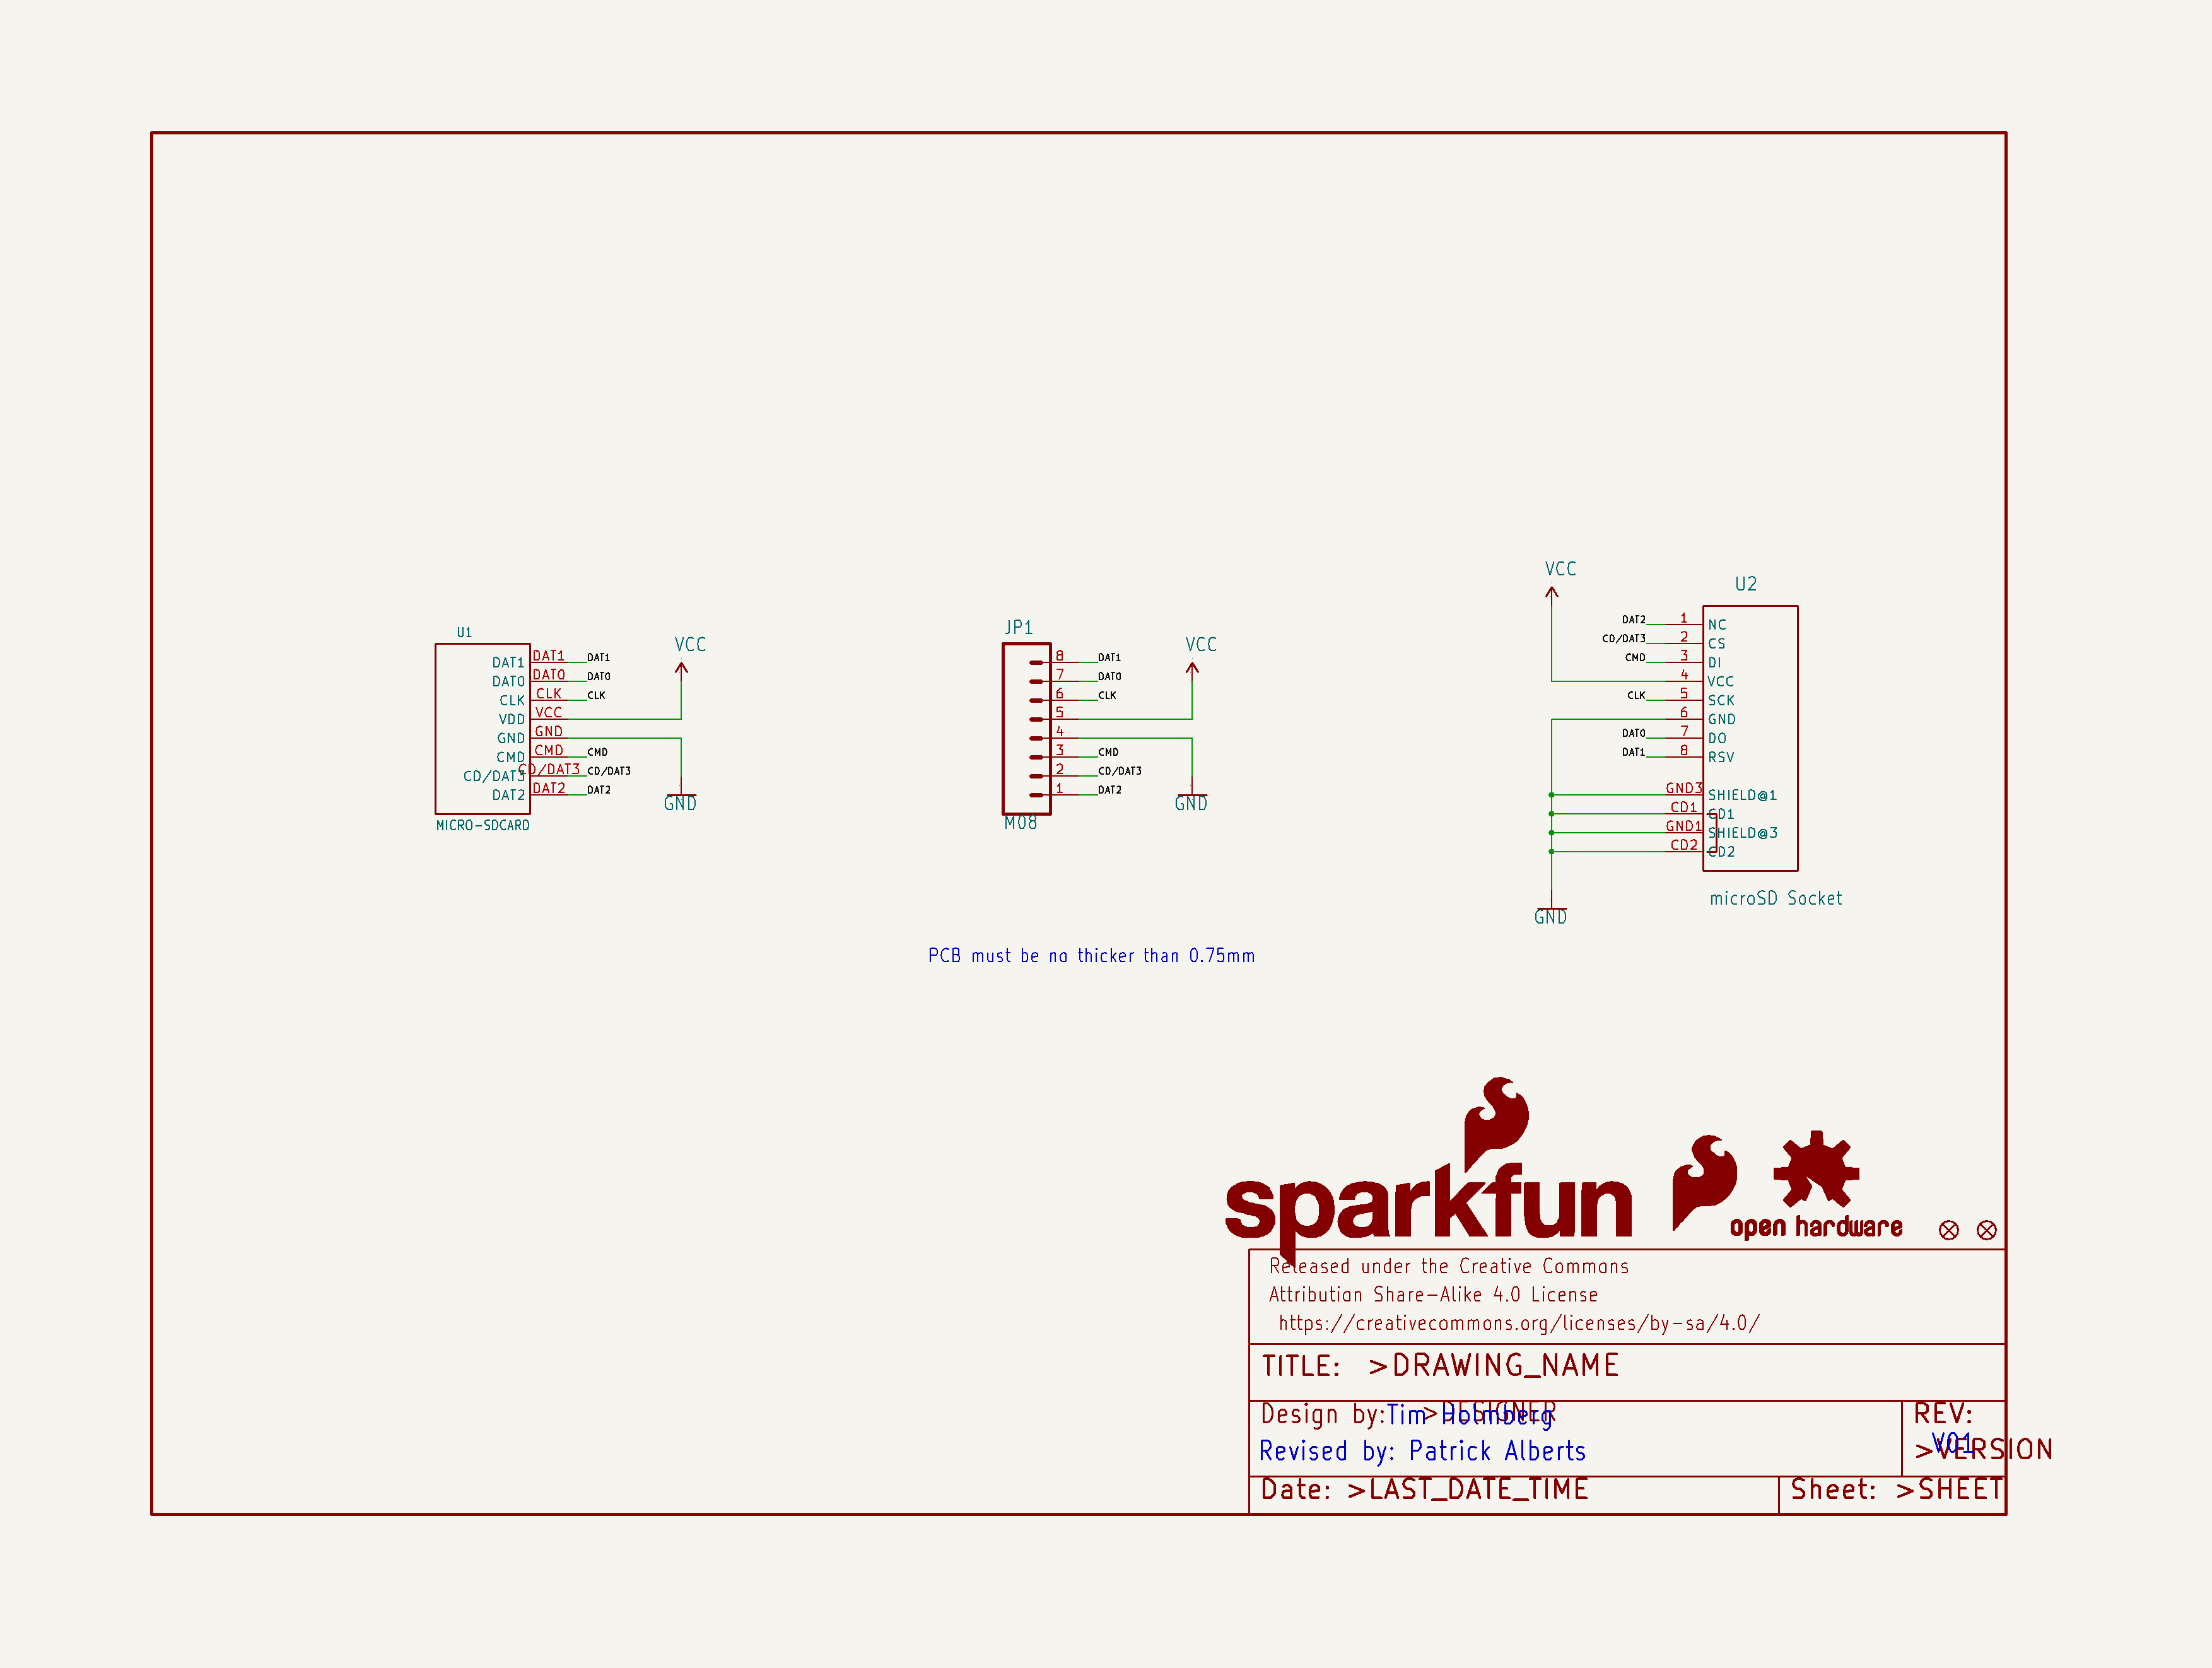 U1
DAT1 DAT1 DAT1
DAT0 DAT0 DAT0
CLK CLK CLK
VDD VCC
GND GND
CMD CMD CMD
CD/DAT3 CD/DAT3 CD/DAT3
DAT2 DAT2 DAT2
MICRO-SDCARD
VCC
GND
JP1
8 DAT1
7 DAT0
6 CLK
5
4
3 CMD
2 CD/DAT3
1 DAT2
M08
VCC
GND
VCC
U2
DAT2 1 NC
CD/DAT3 2 CS
CMD 3 DI
4 VCC
CLK 5 SCK
6 GND
DAT0 7 DO
DAT1 8 RSV
GND3 SHIELD@1
CD1 CD1
GND1 SHIELD@3
CD2 CD2
GND
microSD Socket
PCB must be no thicker than 0.75mm
sparkfun
open hardware
Released under the Creative Commons
Attribution Share-Alike 4.0 License
https://creativecommons.org/licenses/by-sa/4.0/
TITLE: >DRAWING_NAME
Design by: Tim Holmberg
>DESIGNER
Revised by: Patrick Alberts
REV:
V01
>VERSION
Date: >LAST_DATE_TIME
Sheet: >SHEET